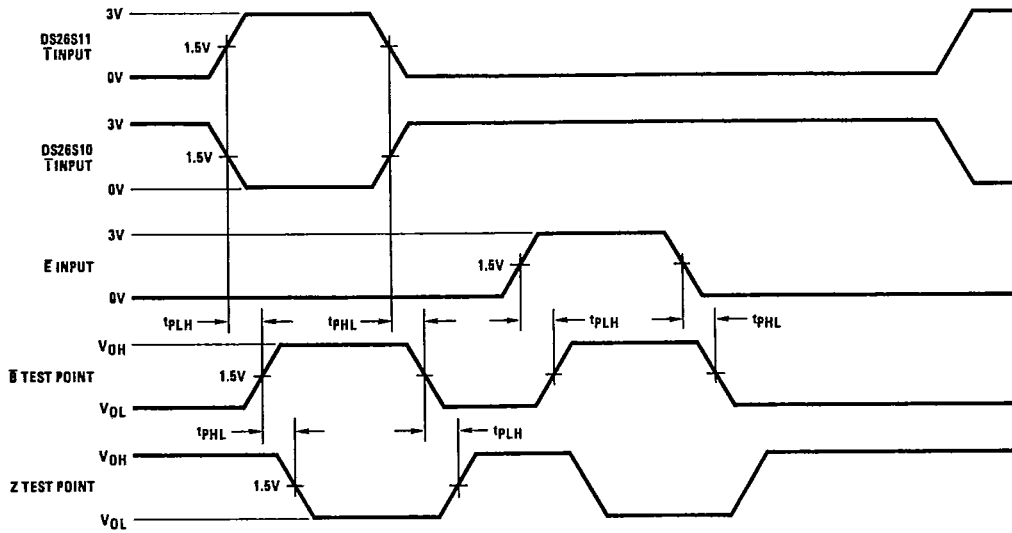 3V
DS26S11
T INPUT
1.5V
0V
3V
DS26S10
T̅ INPUT
1.5V
0V
3V
E̅ INPUT
1.5V
0V
tPLH
tPHL
tPLH
tPHL
VOH
B̅ TEST POINT
1.5V
VOL
tPHL
tPLH
VOH
Z TEST POINT
1.5V
VOL